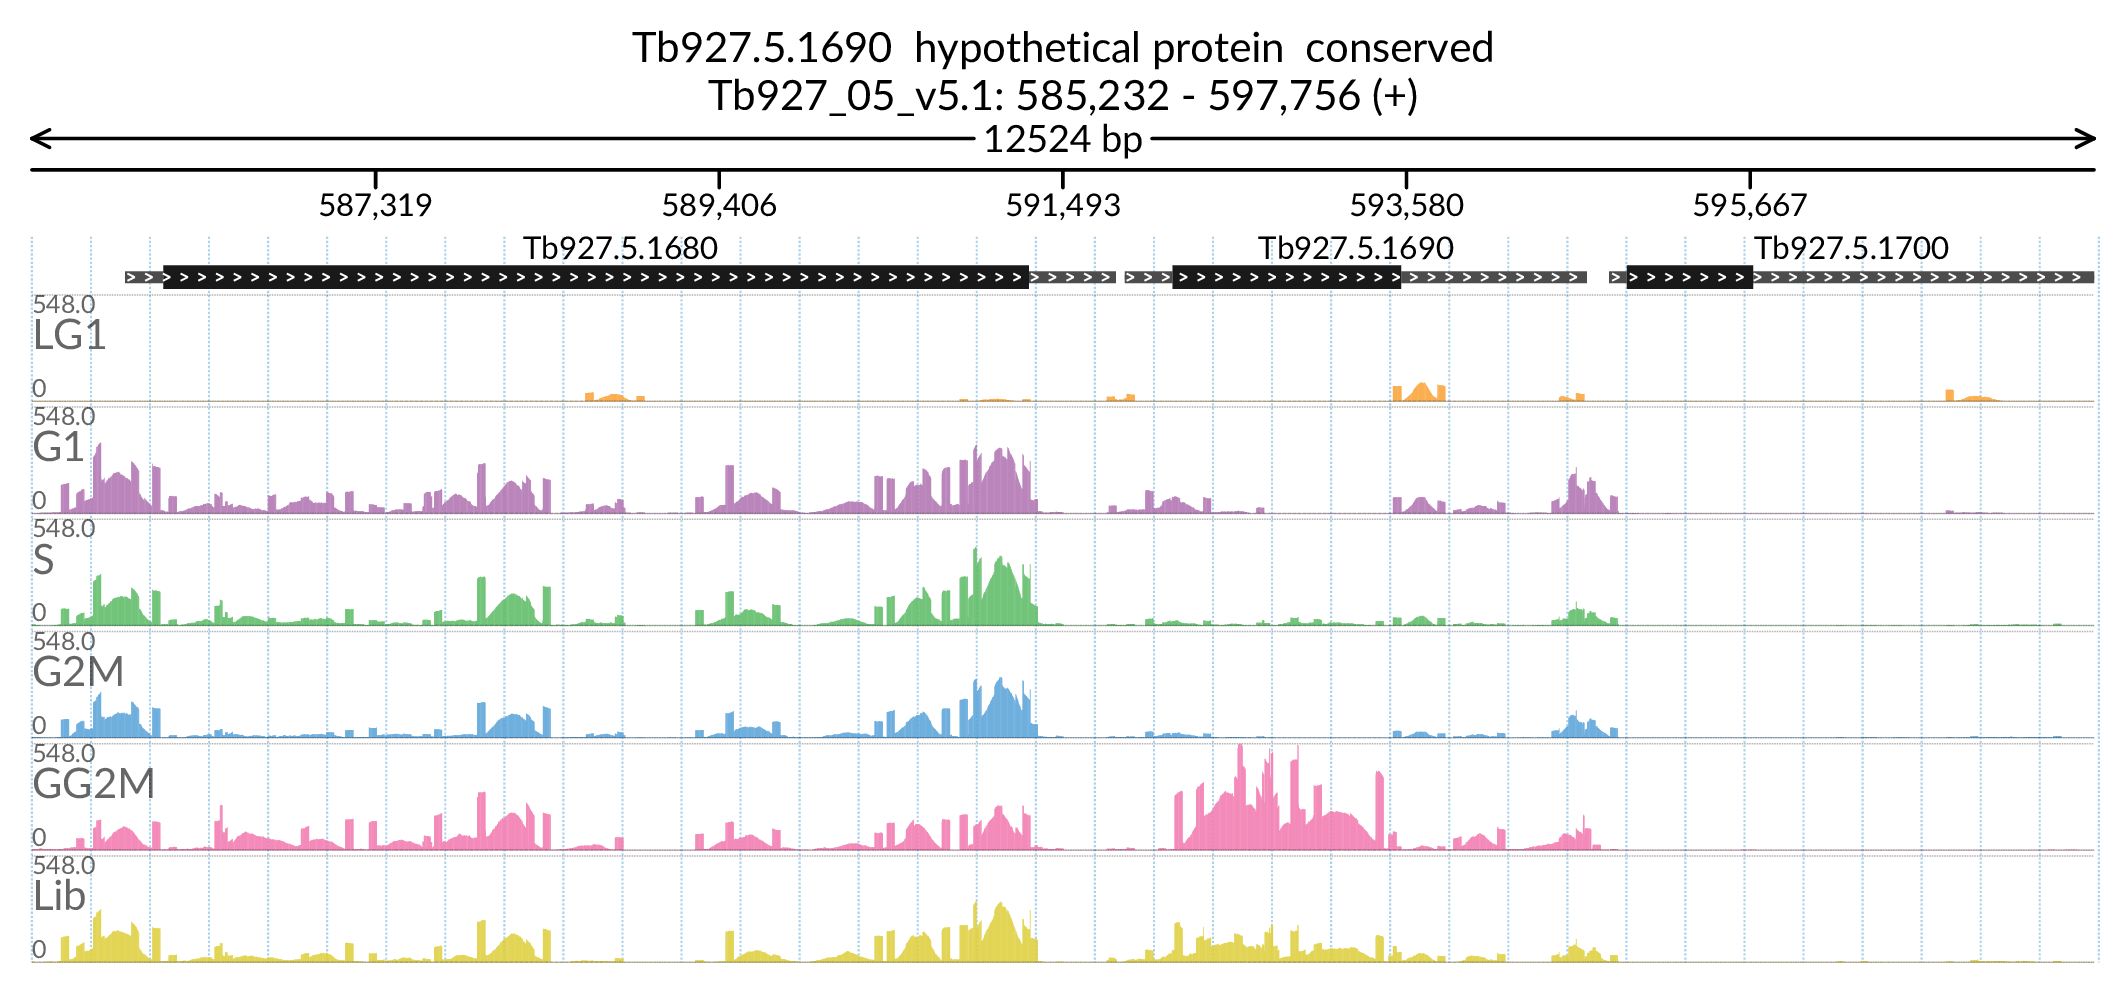 Tb927.5.1690  hypothetical protein  conserved
Tb927_05_v5.1: 585,232 - 597,756 (+)
12524 bp
587,319 589,406 591,493 593,580 595,667
Tb927.5.1680 Tb927.5.1690 Tb927.5.1700
548.0
LG1
0
548.0
G1
0
548.0
S
0
548.0
G2M
0
548.0
GG2M
0
548.0
Lib
0